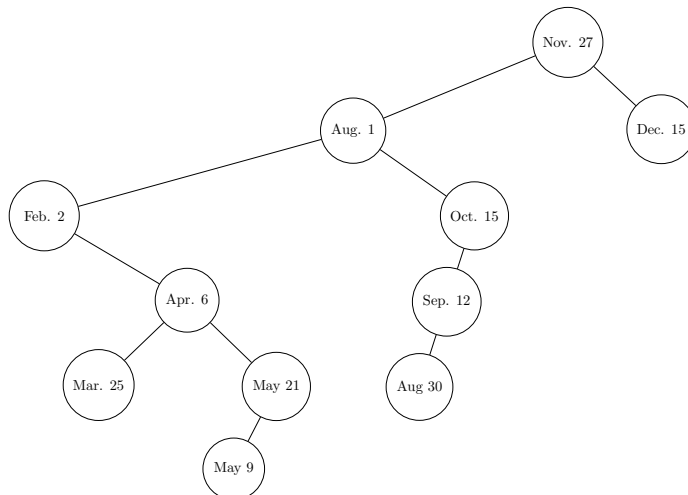 Nov. 27
Aug. 1
Dec. 15
Feb. 2
Oct. 15
Apr. 6
Sep. 12
Mar. 25
May 21
Aug 30
May 9